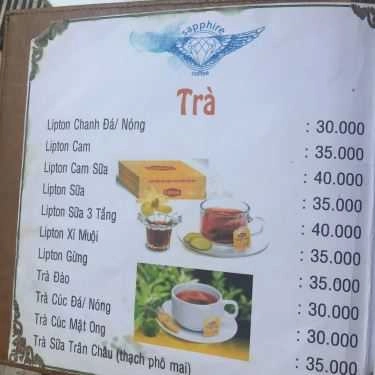 sapphire
coffee
Trà
Lipton Chanh Đá/ Nóng : 30.000
Lipton Cam : 35.000
Lipton Cam Sữa : 40.000
Lipton Sữa : 35.000
Lipton Sữa 3 Tầng : 40.000
Lipton Xí Muội : 35.000
Lipton Gừng : 35.000
Trà Đào : 30.000
Trà Cúc Đá/ Nóng : 30.000
Trà Cúc Mật Ong : 35.000
Trà Sữa Trân Châu (thạch phô mai)